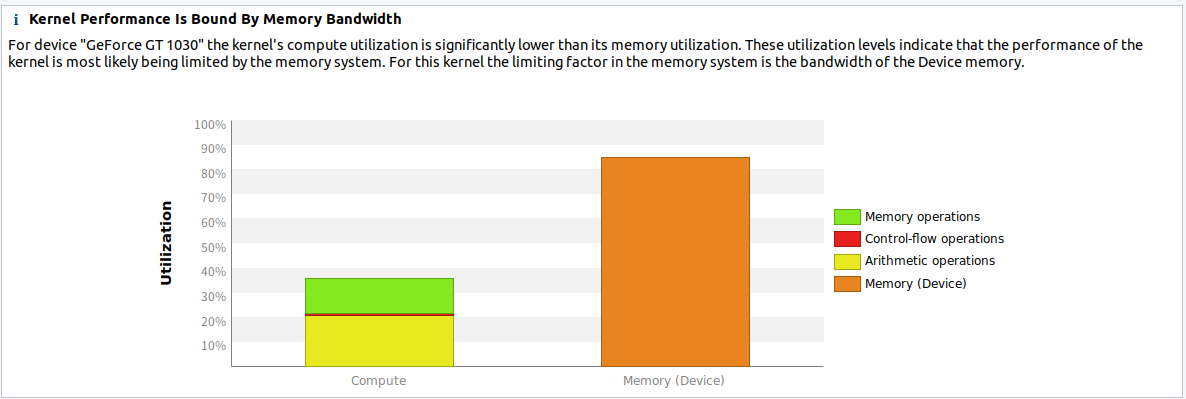 i Kernel Performance Is Bound By Memory Bandwidth
For device "GeForce GT 1030" the kernel's compute utilization is significantly lower than its memory utilization. These utilization levels indicate that the performance of the
kernel is most likely being limited by the memory system. For this kernel the limiting factor in the memory system is the bandwidth of the Device memory.
100%
90%
80%
70%
60%
50%
40%
30%
20%
10%
Utilization
Compute
Memory (Device)
Memory operations
Control-flow operations
Arithmetic operations
Memory (Device)